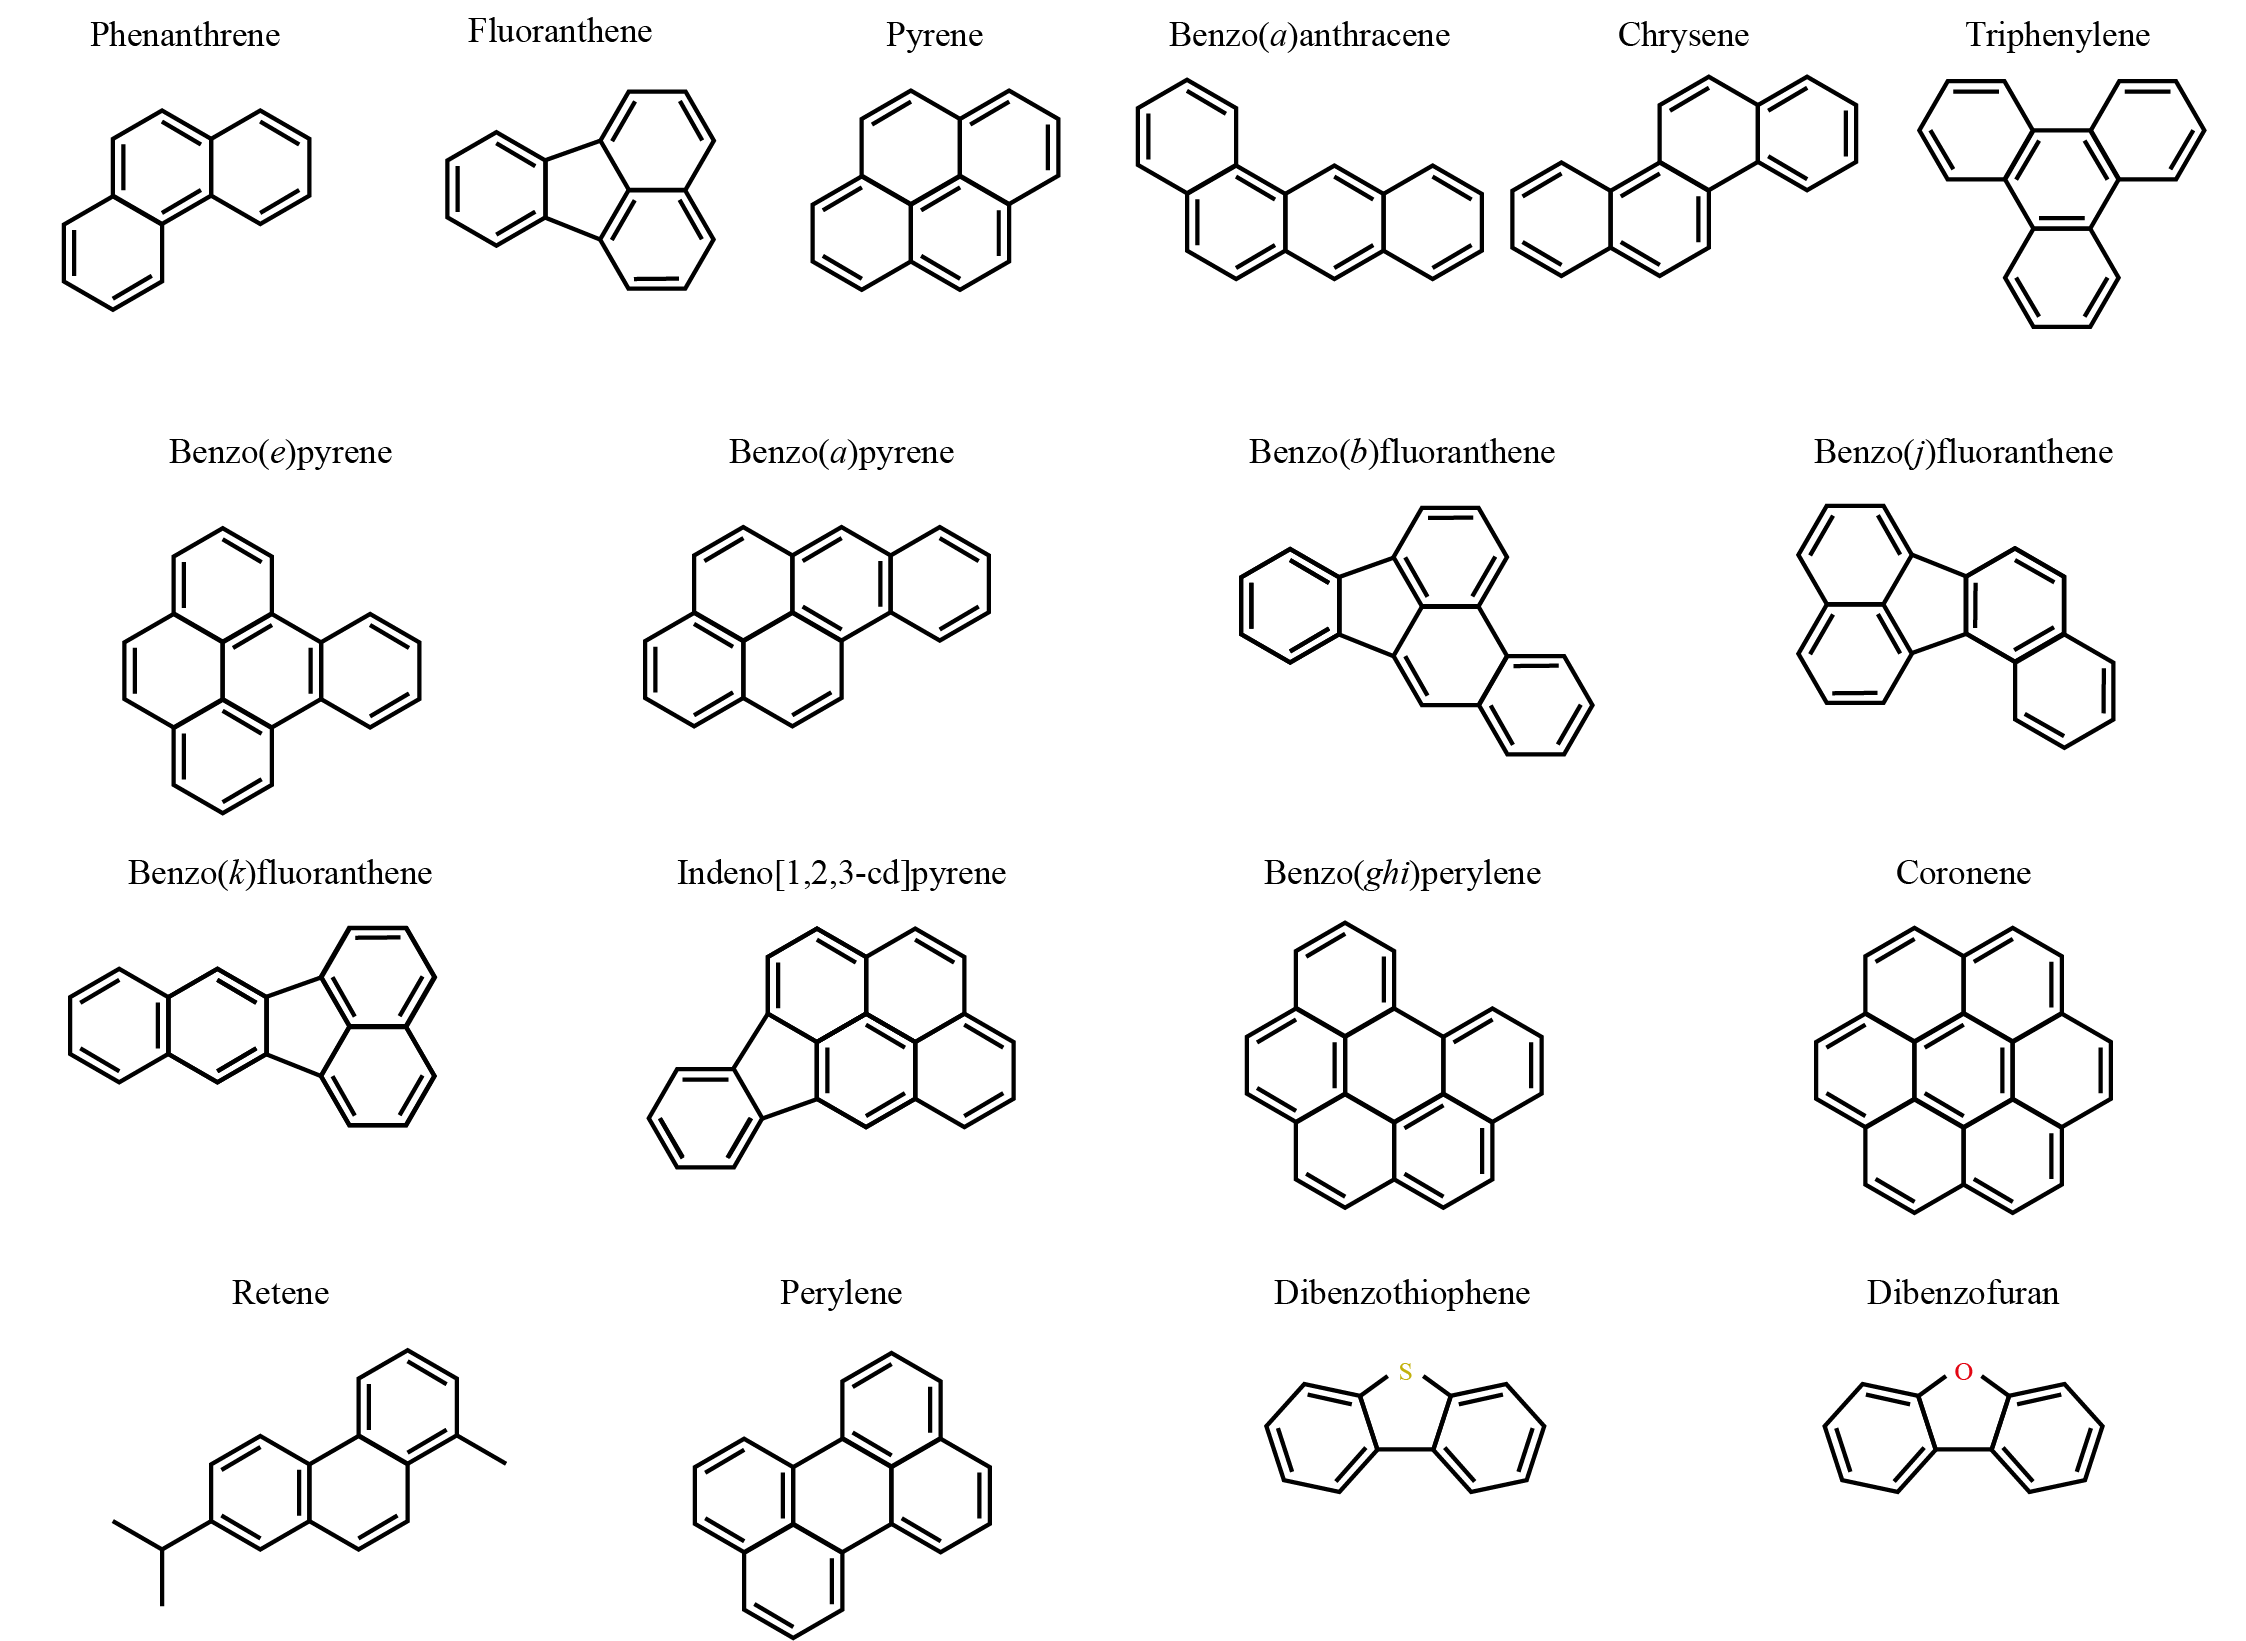 Phenanthrene Fluoranthene Pyrene Benzo(a)anthracene Chrysene Triphenylene
Benzo(e)pyrene Benzo(a)pyrene Benzo(b)fluoranthene Benzo(j)fluoranthene
Benzo(k)fluoranthene Indeno[1,2,3-cd]pyrene Benzo(ghi)perylene Coronene
Retene Perylene Dibenzothiophene Dibenzofuran
S O